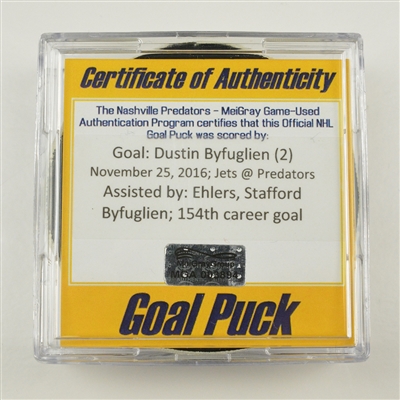 Certificate of Authenticity
The Nashville Predators - MeiGray Game-Used
Authentication Program certifies that this Official NHL
Goal Puck was scored by:
Goal: Dustin Byfuglien (2)
November 25, 2016; Jets @ Predators
Assisted by: Ehlers, Stafford
Byfuglien; 154th career goal
MeiGray Group
Goal Puck